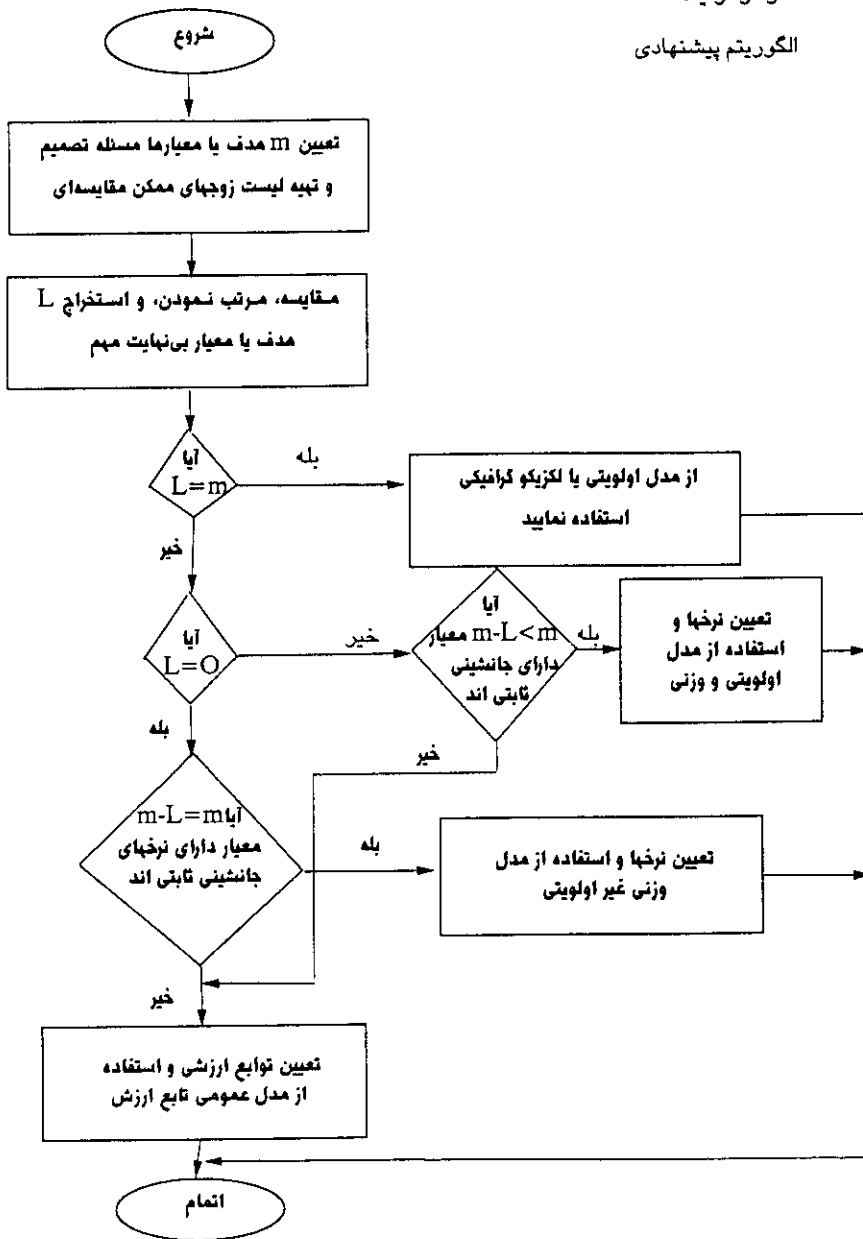 الگوریتم پیشنهادی
شروع
تعیین m هدف یا معیارها مسئله تصمیم
و تهیه لیست زوجهای ممکن مقایسه‌ای
مقایسه، مرتب نمودن، و استخراج L
هدف یا معیار بی‌نهایت مهم
آیا
L=m
بله
از مدل اولویتی یا لکزیکو گرافیکی
استفاده نمایید
خیر
آیا
L=O
خیر
آیا
m-L<m معیار
دارای جانشینی
ثابتی اند
بله
تعیین نرخها و
استفاده از مدل
اولویتی و وزنی
بله
خیر
آیا m-L=m
معیار دارای نرخهای
جانشینی ثابتی اند
بله
تعیین نرخها و استفاده از مدل
وزنی غیر اولویتی
خیر
تعیین توابع ارزشی و استفاده
از مدل عمومی تابع ارزش
اتمام